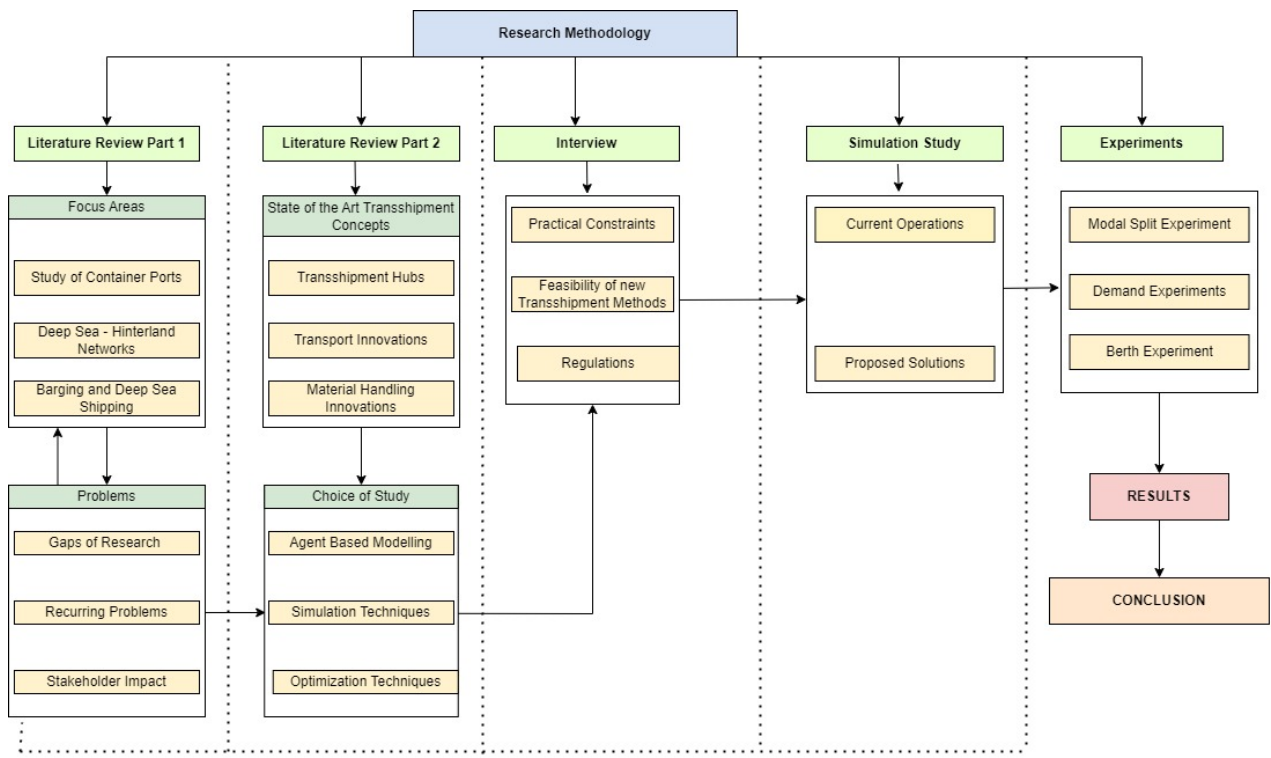 Research Methodology
Literature Review Part 1
Focus Areas
Study of Container Ports
Deep Sea - Hinterland
Networks
Barging and Deep Sea
Shipping
Problems
Gaps of Research
Recurring Problems
Stakeholder Impact
Literature Review Part 2
State of the Art Transshipment
Concepts
Transshipment Hubs
Transport Innovations
Material Handling
Innovations
Choice of Study
Agent Based Modelling
Simulation Techniques
Optimization Techniques
Interview
Practical Constraints
Feasibility of new
Transshipment Methods
Regulations
Simulation Study
Current Operations
Proposed Solutions
Experiments
Modal Split Experiment
Demand Experiments
Berth Experiment
RESULTS
CONCLUSION